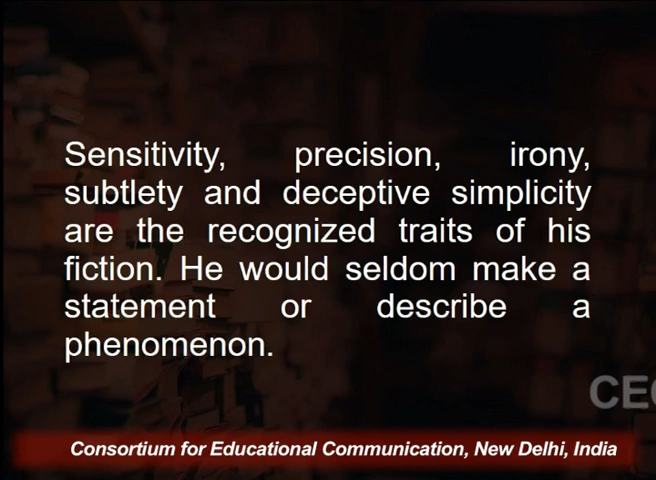 Sensitivity, precision, irony,
subtlety and deceptive simplicity
are the recognized traits of his
fiction. He would seldom make a
statement or describe a
phenomenon.
CEC
Consortium for Educational Communication, New Delhi, India